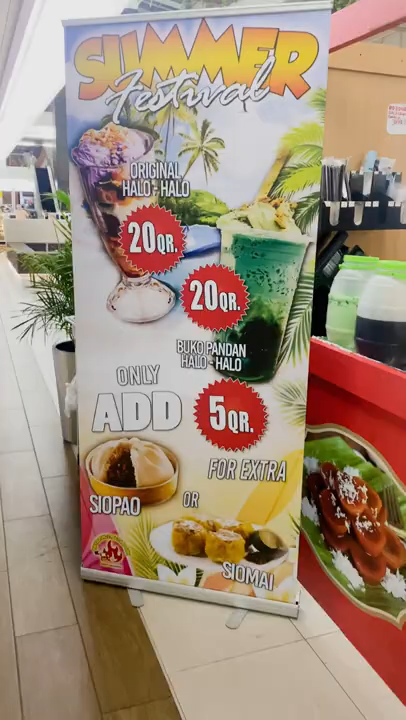 SUMMER
Festival
ORIGINAL
HALO-HALO
20QR.
20QR.
BUKO PANDAN
HALO-HALO
ONLY
ADD
5QR.
FOR EXTRA
SIOPAO
OR
SIOMAI